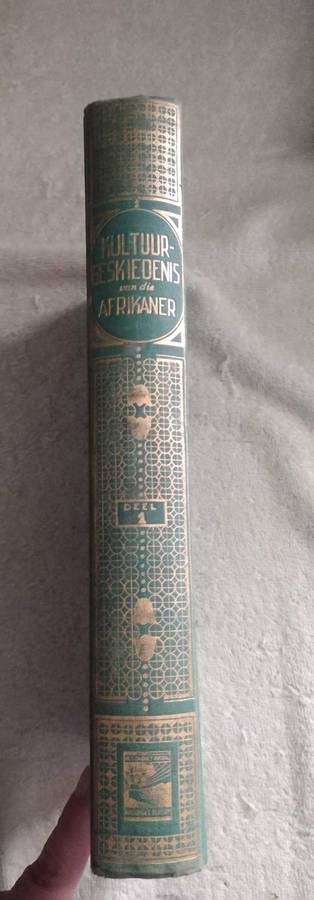 KULTUUR-
GESKIEDENIS
van die
AFRIKANER
DEEL
1